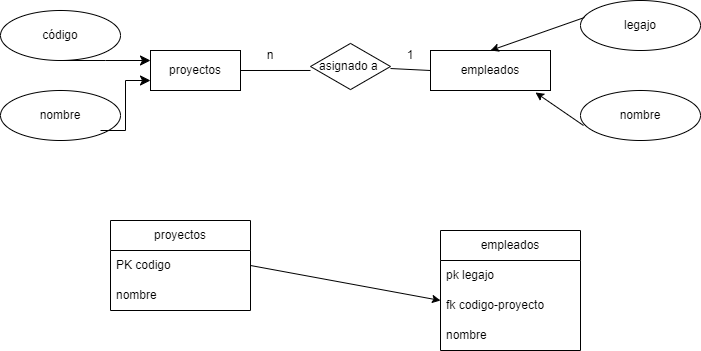 código
legajo
proyectos
n
asignado a
1
empleados
nombre
nombre
proyectos
PK codigo
nombre
empleados
pk legajo
fk codigo-proyecto
nombre